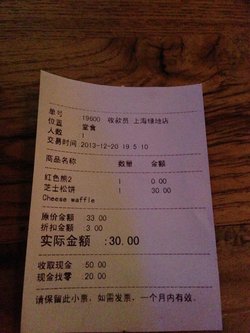 单号 :19600 收款员 上海绿地店
位置 :堂食
人数 :1
交易时间:2013-12-20 19 5 10
商品名称 数量 金额
红色熊2 1 0.00
芝士松饼 1 30.00
Cheese waffle
原价金额 33.00
折扣金额 3.00
实际金额 :30.00
收取现金 50.00
现金找零 20.00
请保留此小票，如需发票，一个月内有效.